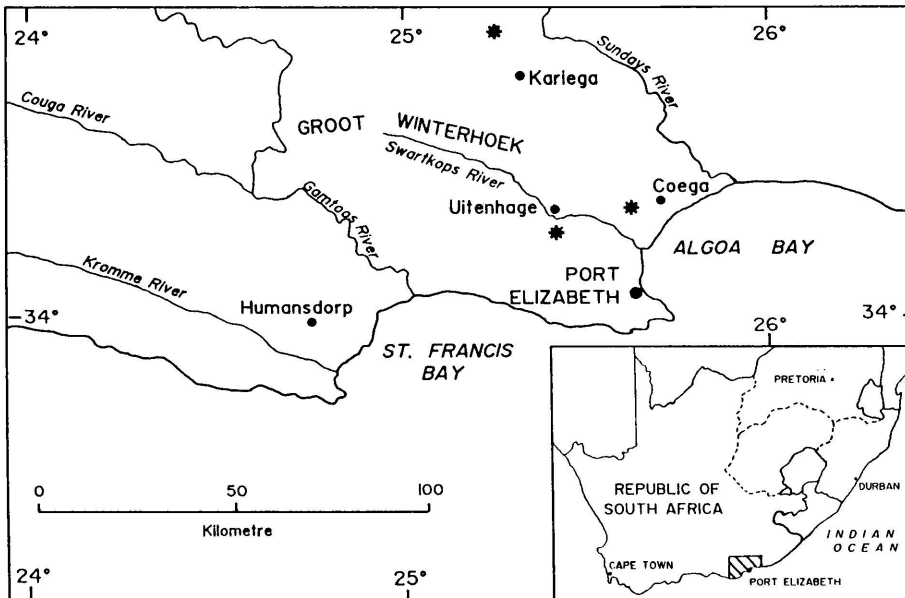 24°
25°
26°
Sundays River
Kariega
Couga River
GROOT WINTERHOEK
Swartkops River
Coega
Uitenhage
Gamtoos River
ALGOA BAY
Kromme River
PORT
ELIZABETH
Humansdorp
34°
34°
26°
ST. FRANCIS
BAY
PRETORIA
0 50 100
Kilometre
REPUBLIC OF
SOUTH AFRICA
DURBAN
INDIAN
OCEAN
CAPE TOWN
PORT ELIZABETH
24°
25°